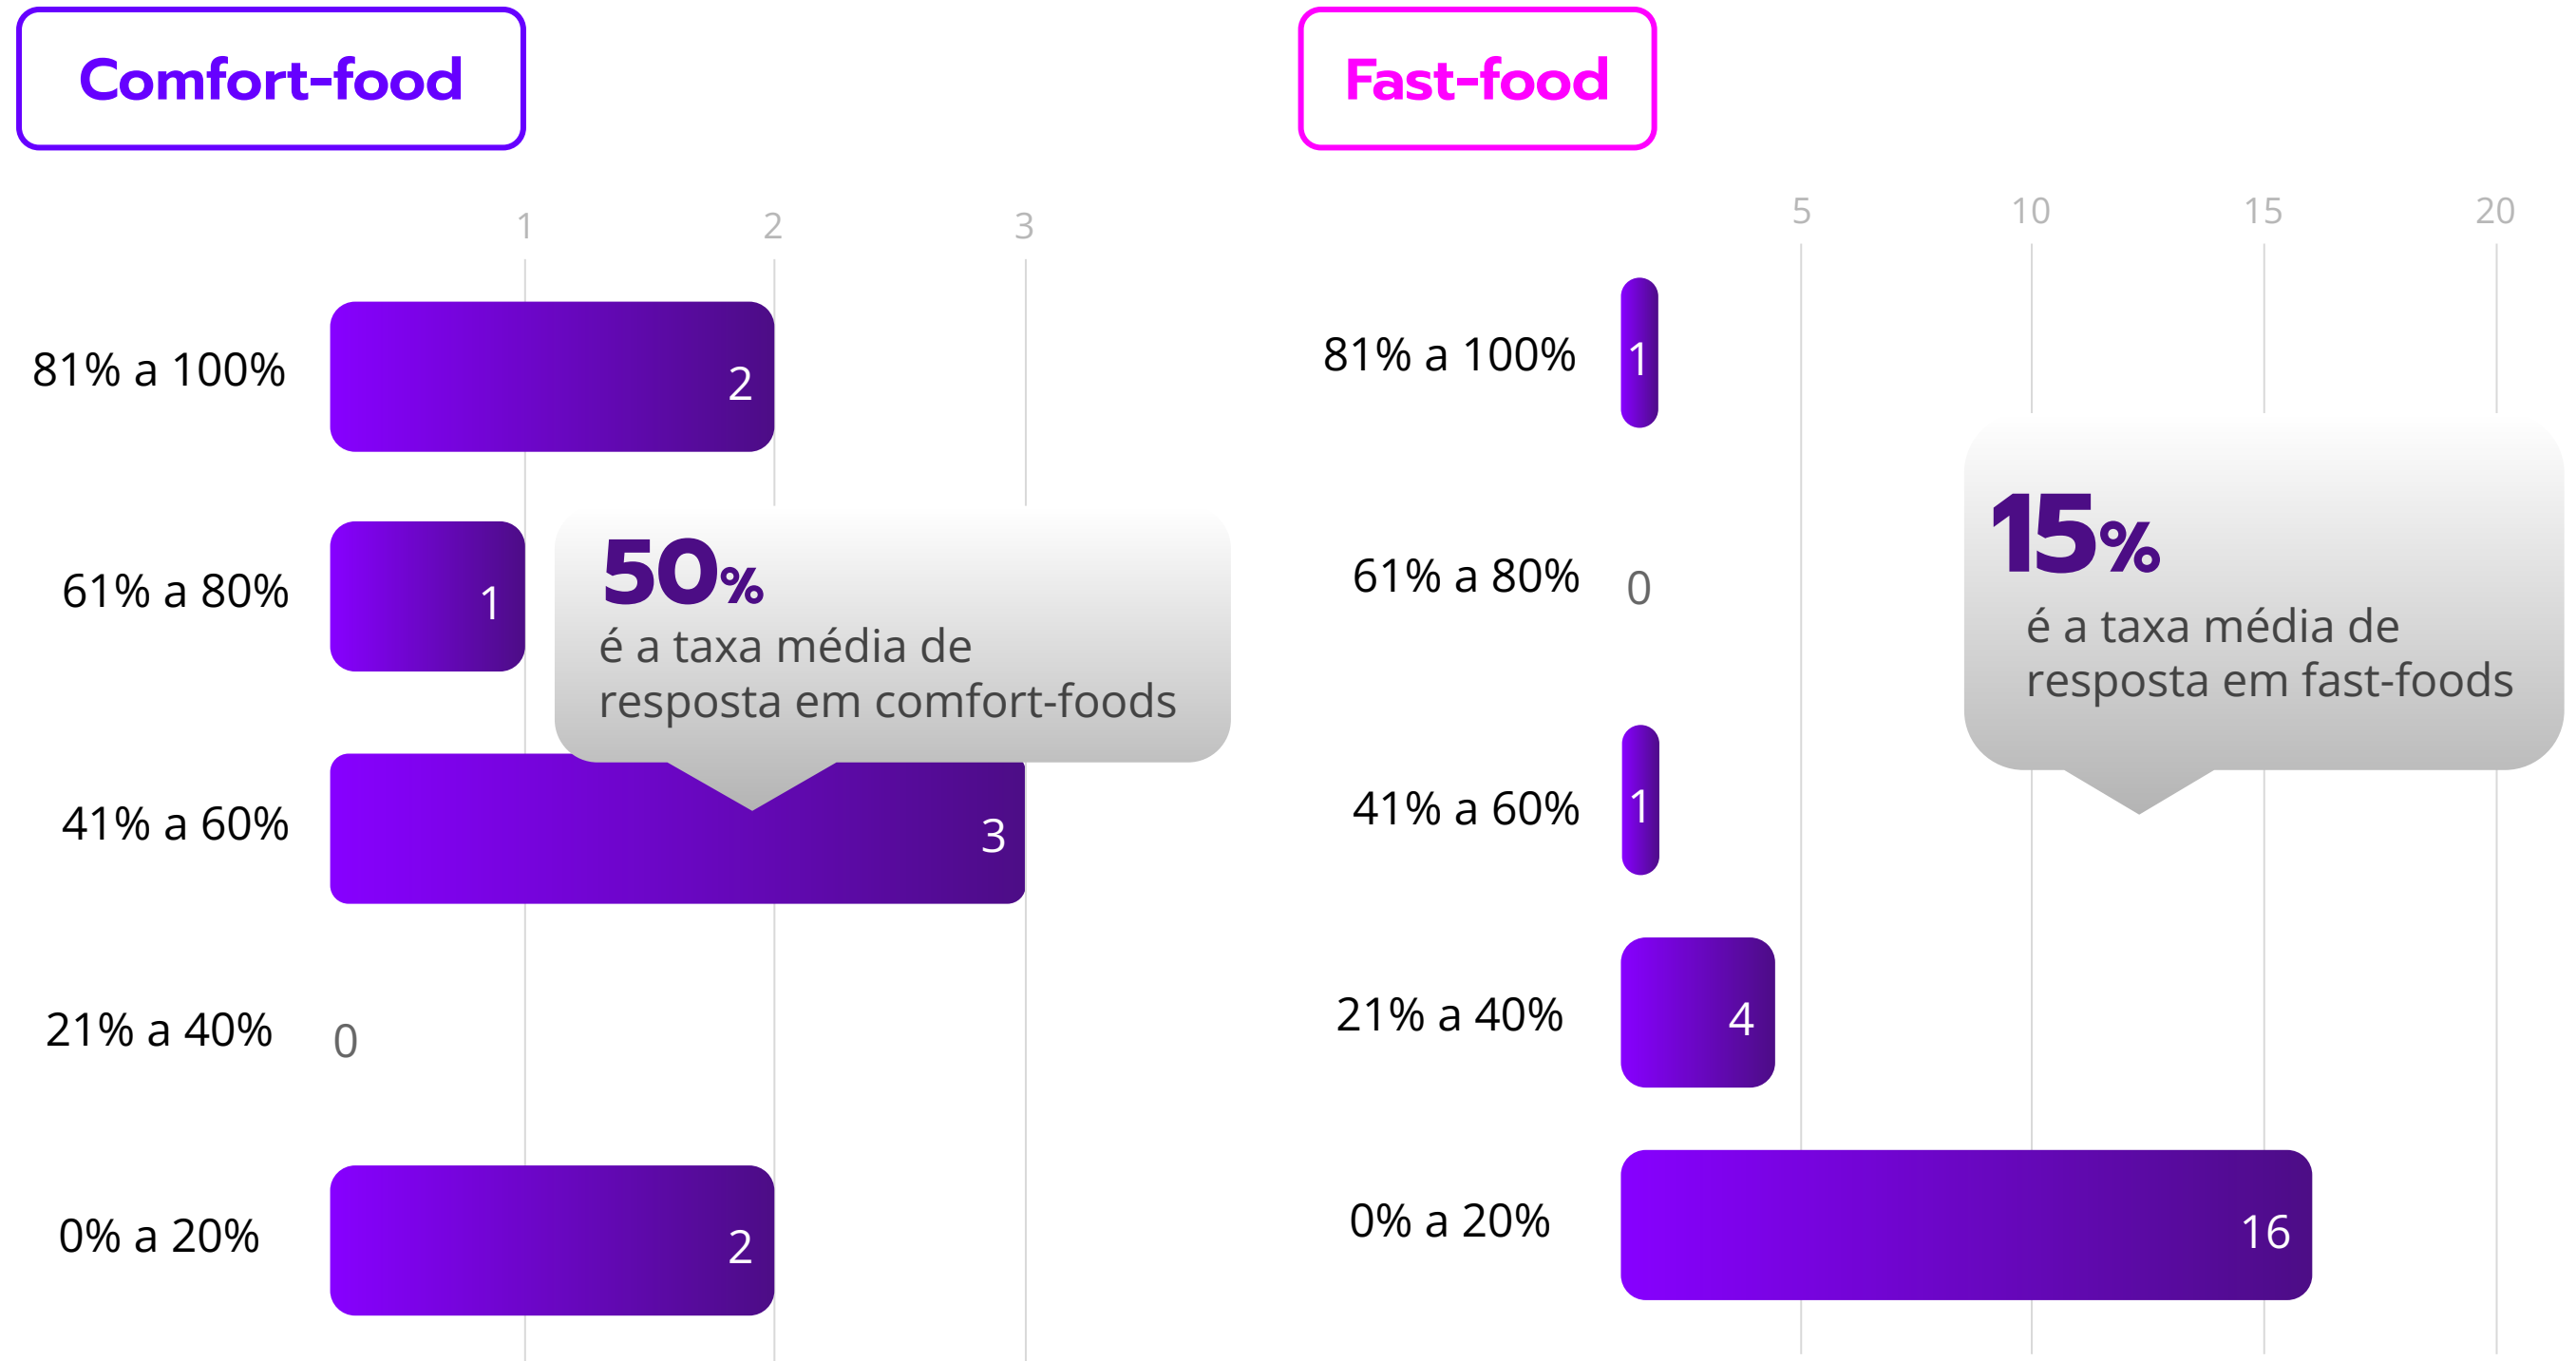 Comfort-food
1 2 3
81% a 100% 2
61% a 80% 1
50%
é a taxa média de
resposta em comfort-foods
41% a 60% 3
21% a 40% 0
0% a 20% 2
Fast-food
5 10 15 20
81% a 100% 1
61% a 80% 0
15%
é a taxa média de
resposta em fast-foods
41% a 60% 1
21% a 40% 4
0% a 20% 16